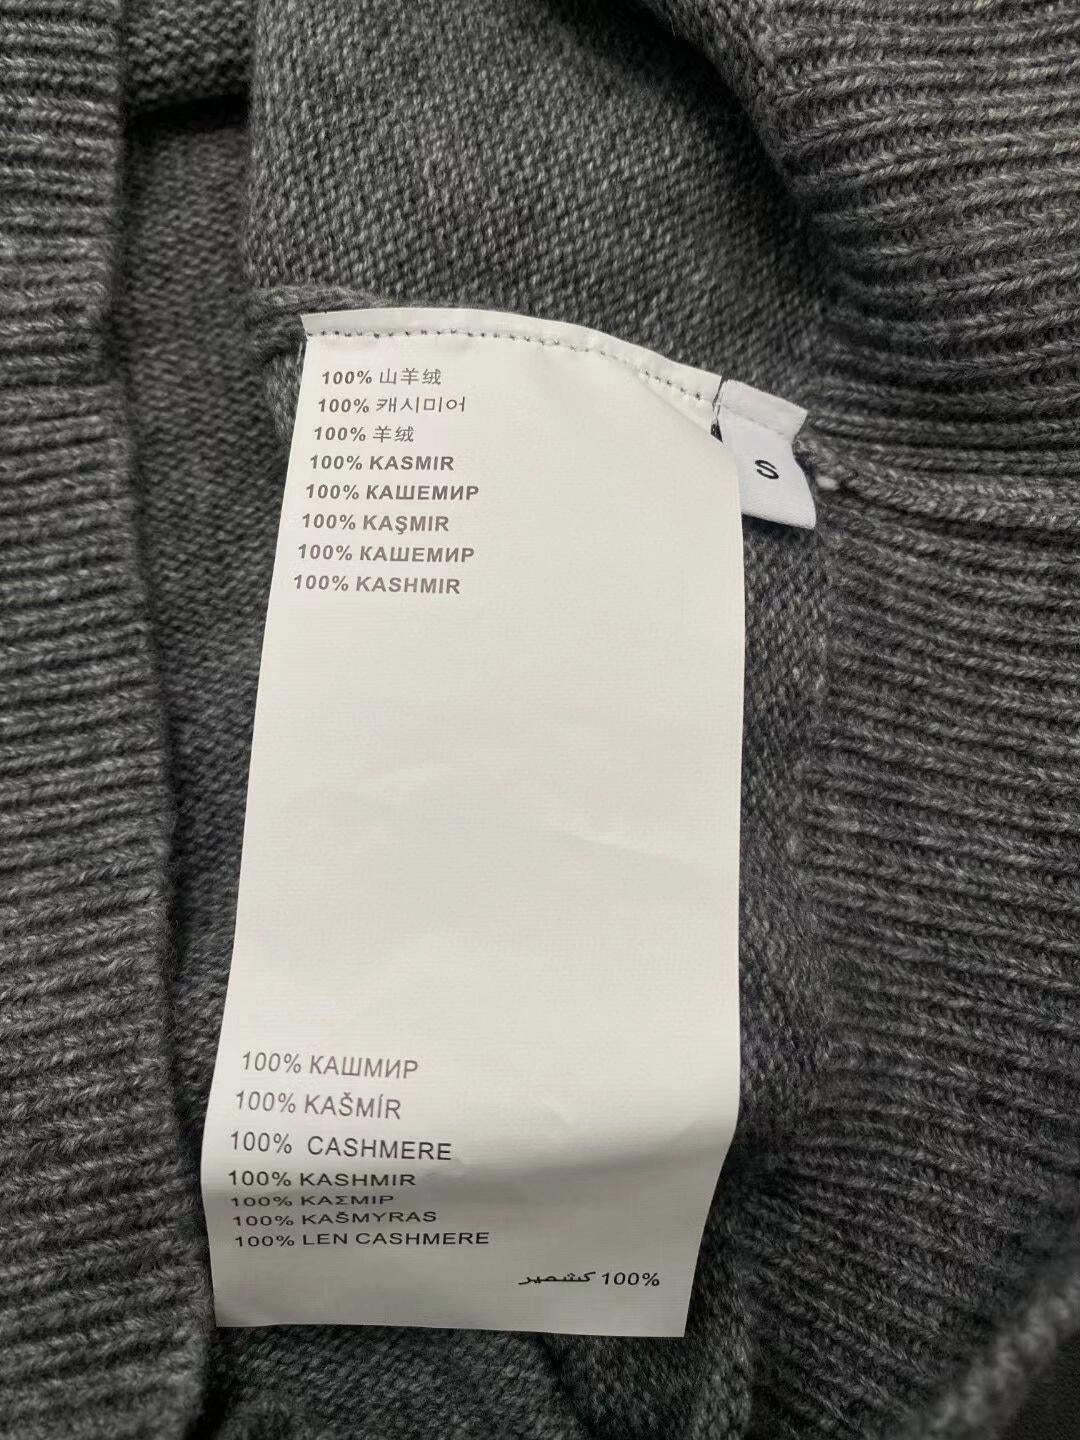 100% 山羊绒
100% 캐시미어
100% 羊绒
100% KASMIR
100% КАШЕМИР
100% KAŞMIR
100% КАШЕМИР
100% KASHMIR
S
100% КАШМИР
100% KAŠMÍR
100% CASHMERE
100% KASHMIR
100% ΚΑΣΜΙΡ
100% KAŠMYRAS
100% LEN CASHMERE
100% كشمير